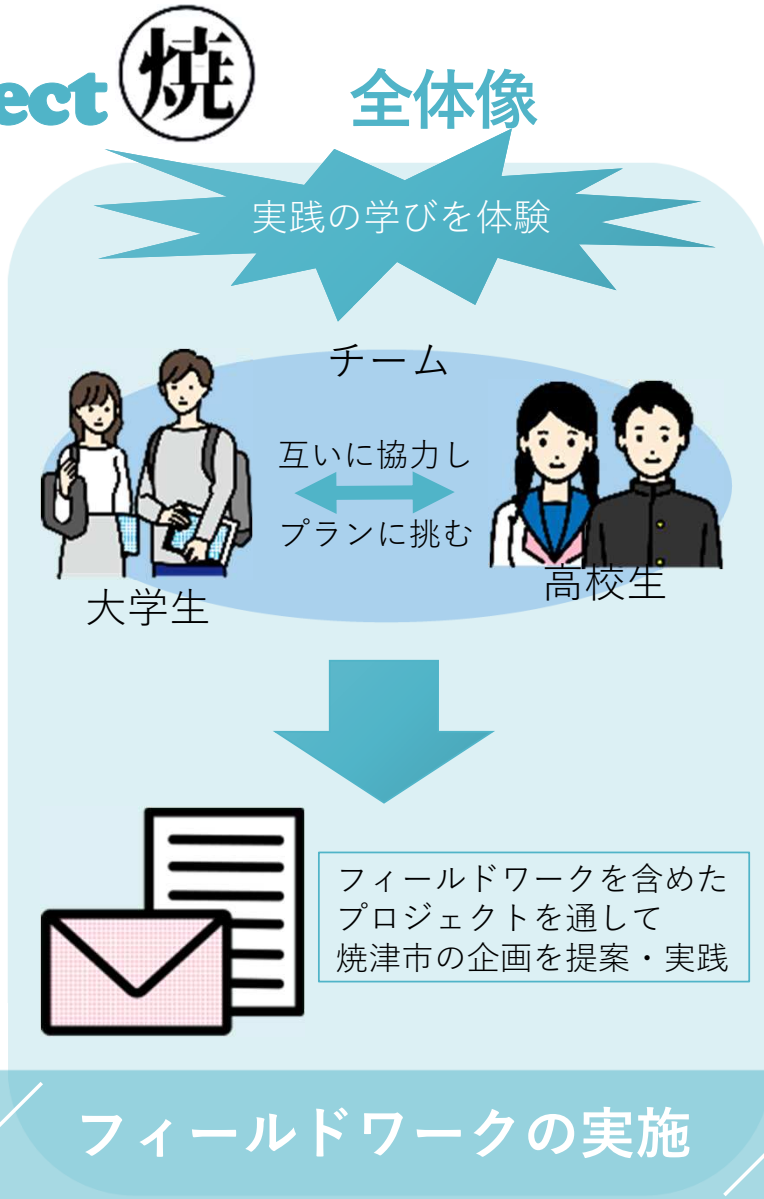 ect 焼 全体像
実践の学びを体験
チーム
互いに協力し
プランに挑む
大学生
高校生
フィールドワークを含めた
プロジェクトを通して
焼津市の企画を提案・実践
フィールドワークの実施